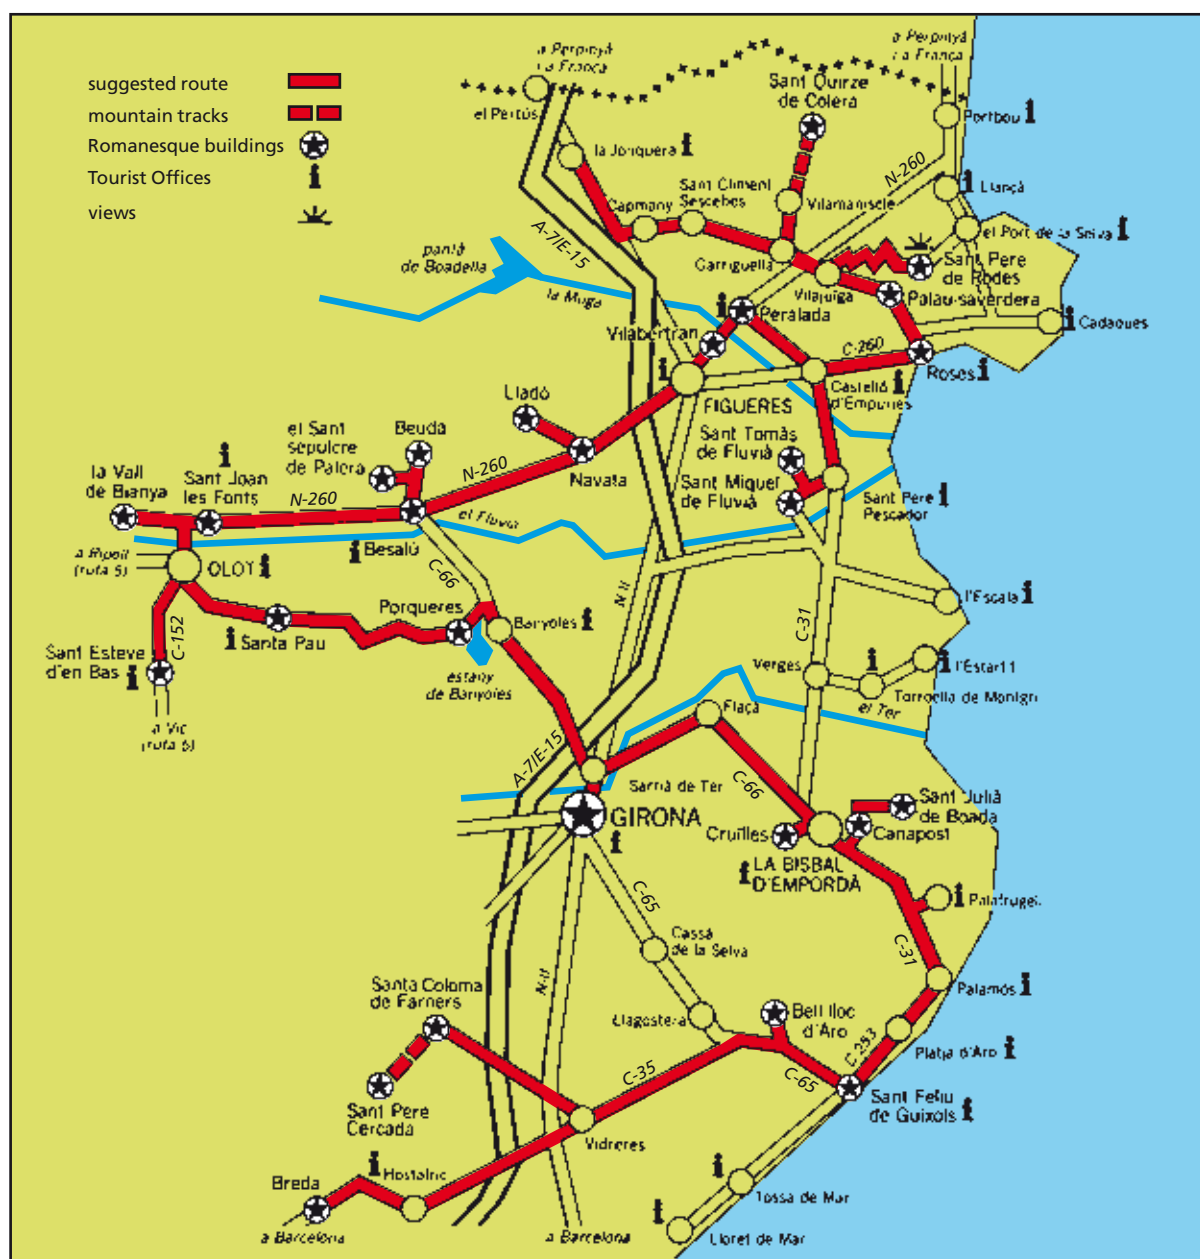 a Perpinyà
i a França
a Perpinyà
i a França
suggested route
mountain tracks
Romanesque buildings
Tourist Offices
i
views
el Pertús
Sant Quirze
de Colera
Portbou i
la Jonquera i
N-260
i
Llançà
Sant Climent
Sescebes
Capmany
Vilamaniscle
el Port de la Selva i
A-7/E-15
pantà
de Boadella
Garriguella
Sant Pere
de Rodes
la Muga
Vilajuïga
Palau-saverdera
i
Peralada
i
Cadaques
Vilabertran
C-260
i
Roses i
Castelló i
d'Empúries
FIGUERES
Lladó
el Sant
sepulcre
de Palera
Beuda
Sant Tomàs
de Fluvià
la Vall
de Bianya
i
Sant Joan
les Fonts
N-260
N-260
Navata
Sant Miquel
de Fluvià
Sant Pere i
Pescador
el Fluvià
a Ripoll
(ruta 5)
i Besalú
OLOT i
C-66
N-II
l'Escala i
Porqueres
Banyoles i
C-152
i Santa Pau
C-31
Sant Esteve
d'en Bas i
estany
de Banyoles
Verges
i
i l'Estartit
Torroella de Montgrí
el Ter
a Vic
(ruta 6)
Flaçà
A-7/E-15
Sarrià de Ter
C-66
Sant Julià
de Boada
GIRONA
i
Cruïlles
Canapost
i LA BISBAL
D'EMPORDÀ
i
Palafrugell
C-65
Cassà
de la Selva
C-31
Santa Coloma
de Farners
N-II
Palamós i
Llagostera
Bell-lloc
d'Aro
C-253
Platja d'Aro i
C-35
C-65
Sant Pere
Cercada
Sant Feliu
de Guíxols i
Vidreres
i Hostalric
Breda
i
Tossa de Mar
i
a Barcelona
a Barcelona
Lloret de Mar